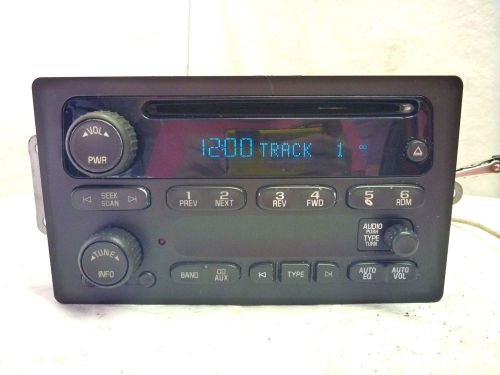 VOL
PWR
12:00 TRACK 1
SEEK
SCAN
1 2 3 4 5 6
PREV NEXT REV FWD RDM
AUDIO
PUSH
TYPE
TURN
TUNE
INFO
BAND CD AUX TYPE AUTO EQ AUTO VOL